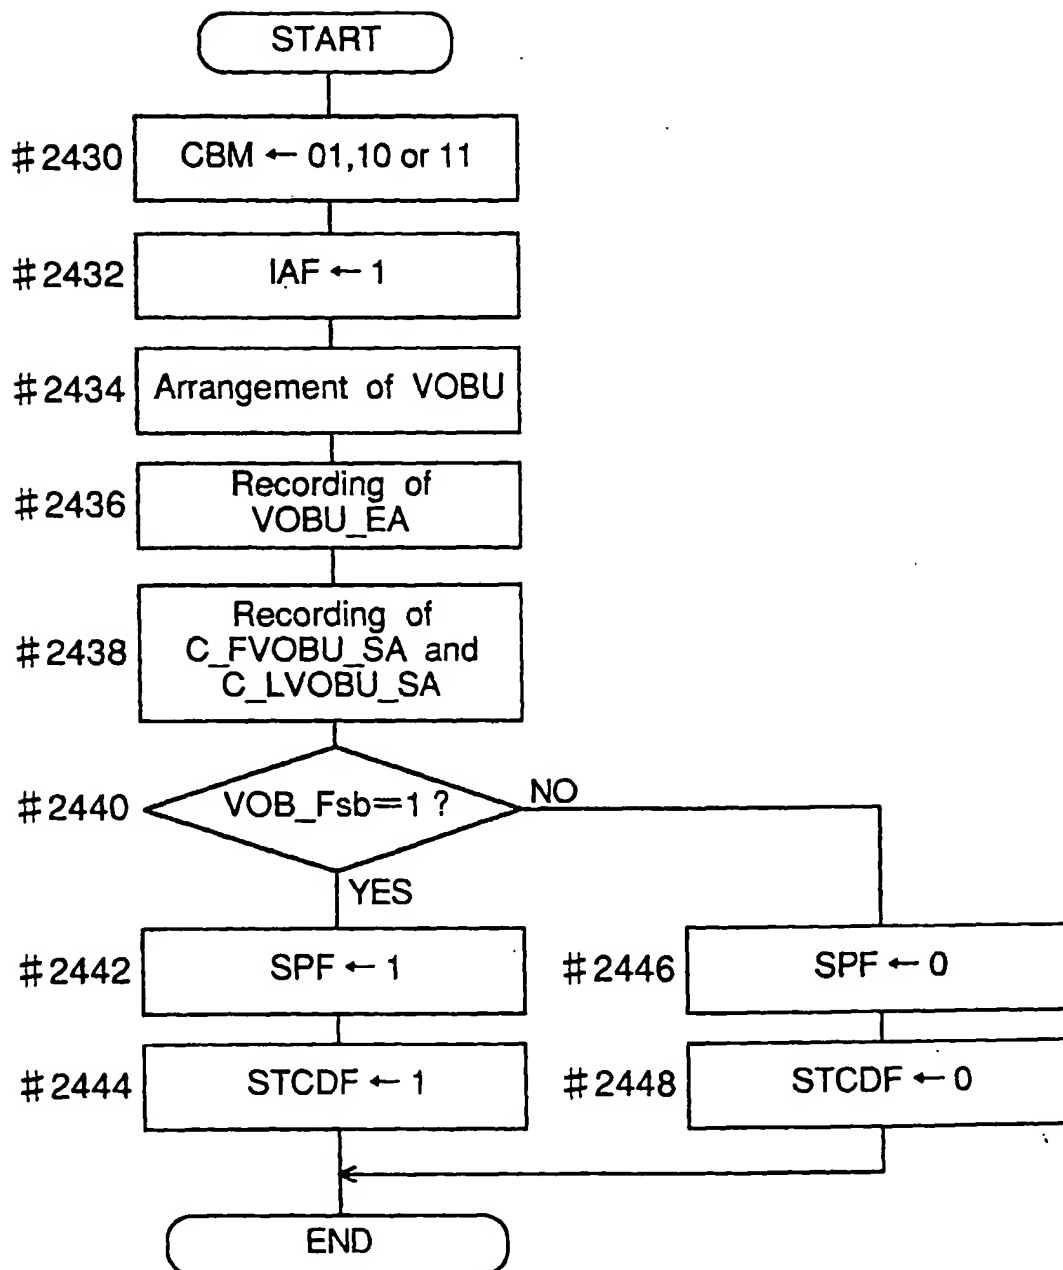 START
#2430
CBM ← 01,10 or 11
#2432
IAF ← 1
#2434
Arrangement of VOBU
#2436
Recording of
VOBU_EA
#2438
Recording of
C_FVOBU_SA and
C_LVOBU_SA
#2440
VOB_Fsb=1 ?
NO
YES
#2442
SPF ← 1
#2446
SPF ← 0
#2444
STCDF ← 1
#2448
STCDF ← 0
END